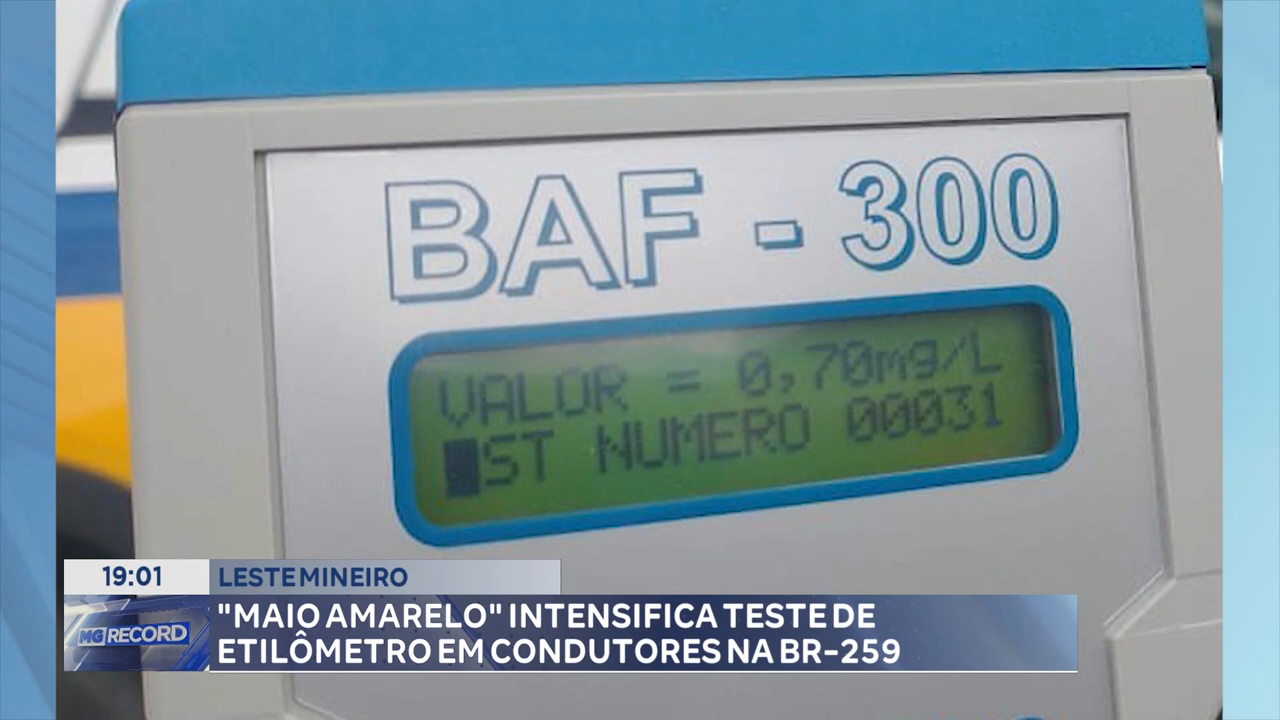 BAF - 300
VALOR = 0,70mg/L
ST NUMERO 00031
19:01
LESTE MINEIRO
MG RECORD
"MAIO AMARELO" INTENSIFICA TESTE DE
ETILÔMETRO EM CONDUTORES NA BR-259